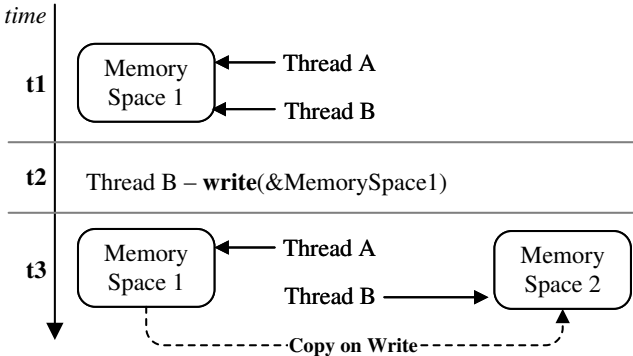 time
t1
Memory
Space 1
Thread A
Thread B
t2
Thread B – write(&MemorySpace1)
t3
Memory
Space 1
Thread A
Thread B
Memory
Space 2
Copy on Write